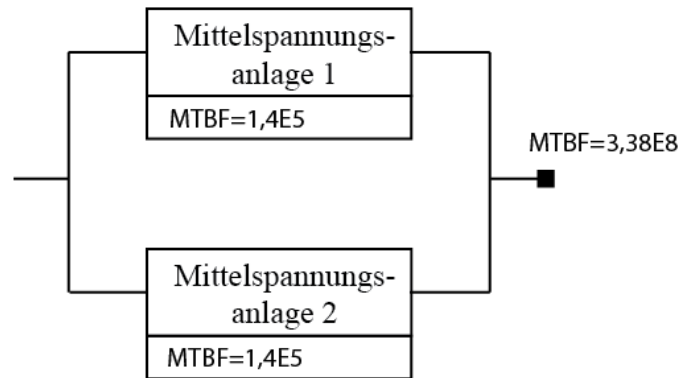 Mittelspannungs-
anlage 1
MTBF=1,4E5
MTBF=3,38E8
Mittelspannungs-
anlage 2
MTBF=1,4E5